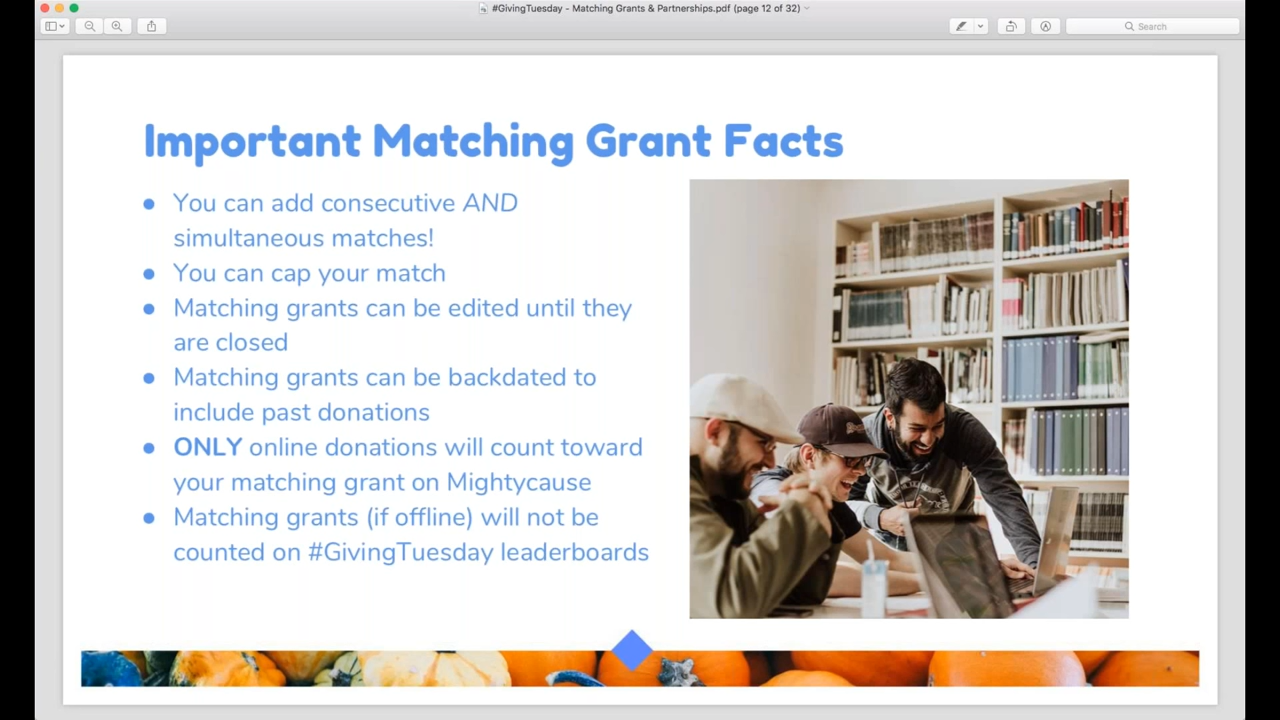 #GivingTuesday - Matching Grants & Partnerships.pdf (page 12 of 32)
Search
Important Matching Grant Facts
● You can add consecutive AND
simultaneous matches!
● You can cap your match
● Matching grants can be edited until they
are closed
● Matching grants can be backdated to
include past donations
● ONLY online donations will count toward
your matching grant on Mightycause
● Matching grants (if offline) will not be
counted on #GivingTuesday leaderboards